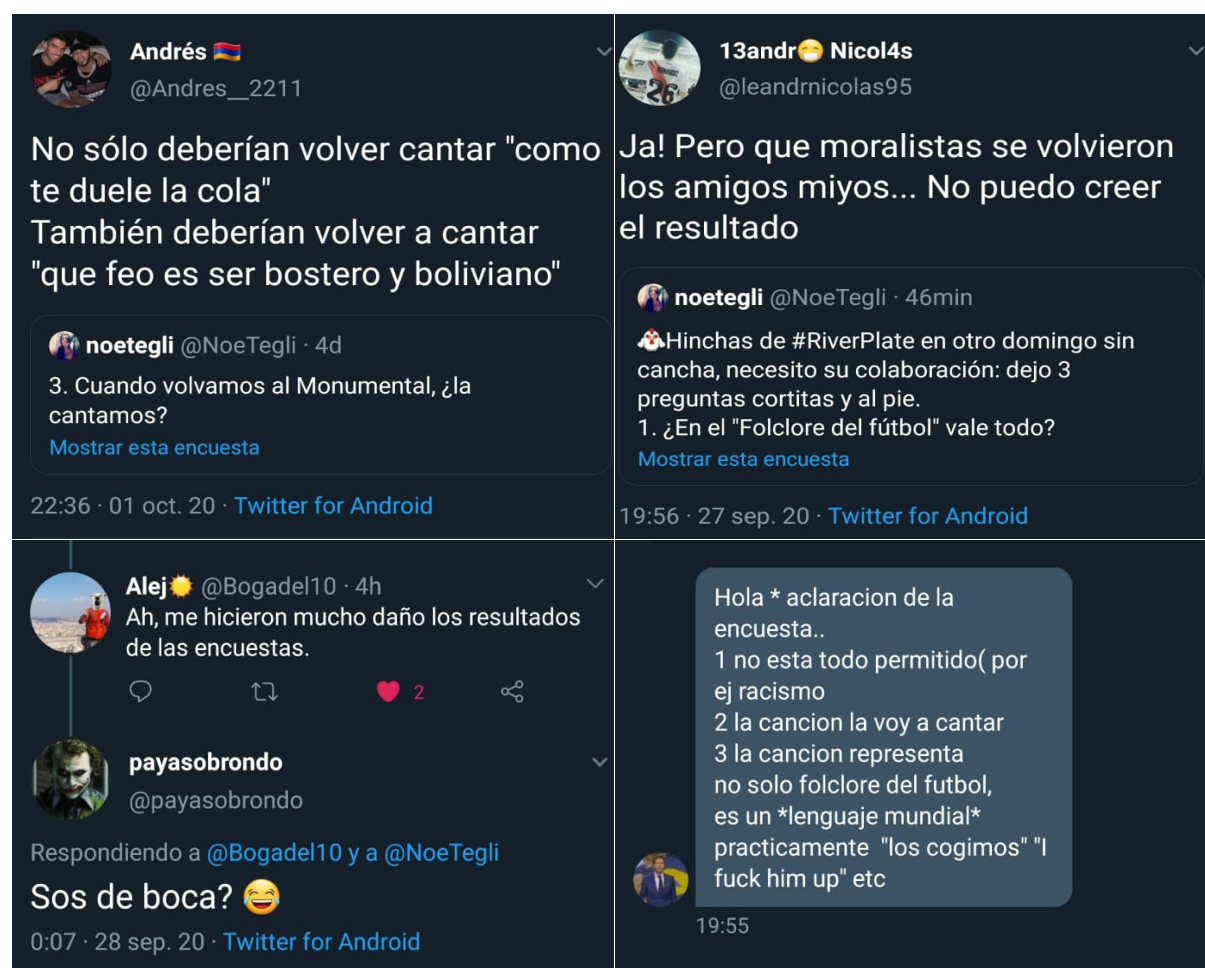 Andrés 🇦🇲
@Andres__2211
No sólo deberían volver cantar "como
te duele la cola"
También deberían volver a cantar
"que feo es ser bostero y boliviano"
noetegli @NoeTegli · 4d
3. Cuando volvamos al Monumental, ¿la
cantamos?
Mostrar esta encuesta
22:36 · 01 oct. 20 · Twitter for Android
13andr😷 Nicol4s
@leandrnicolas95
Ja! Pero que moralistas se volvieron
los amigos miyos... No puedo creer
el resultado
noetegli @NoeTegli · 46min
🐔Hinchas de #RiverPlate en otro domingo sin
cancha, necesito su colaboración: dejo 3
preguntas cortitas y al pie.
1. ¿En el "Folclore del fútbol" vale todo?
Mostrar esta encuesta
19:56 · 27 sep. 20 · Twitter for Android
Alej☀️ @Bogadel10 · 4h
Ah, me hicieron mucho daño los resultados
de las encuestas.
2
payasobrondo
@payasobrondo
Respondiendo a @Bogadel10 y a @NoeTegli
Sos de boca? 😂
0:07 · 28 sep. 20 · Twitter for Android
Hola * aclaracion de la
encuesta..
1 no esta todo permitido( por
ej racismo
2 la cancion la voy a cantar
3 la cancion representa
no solo folclore del futbol,
es un *lenguaje mundial*
practicamente "los cogimos" "I
fuck him up" etc
19:55